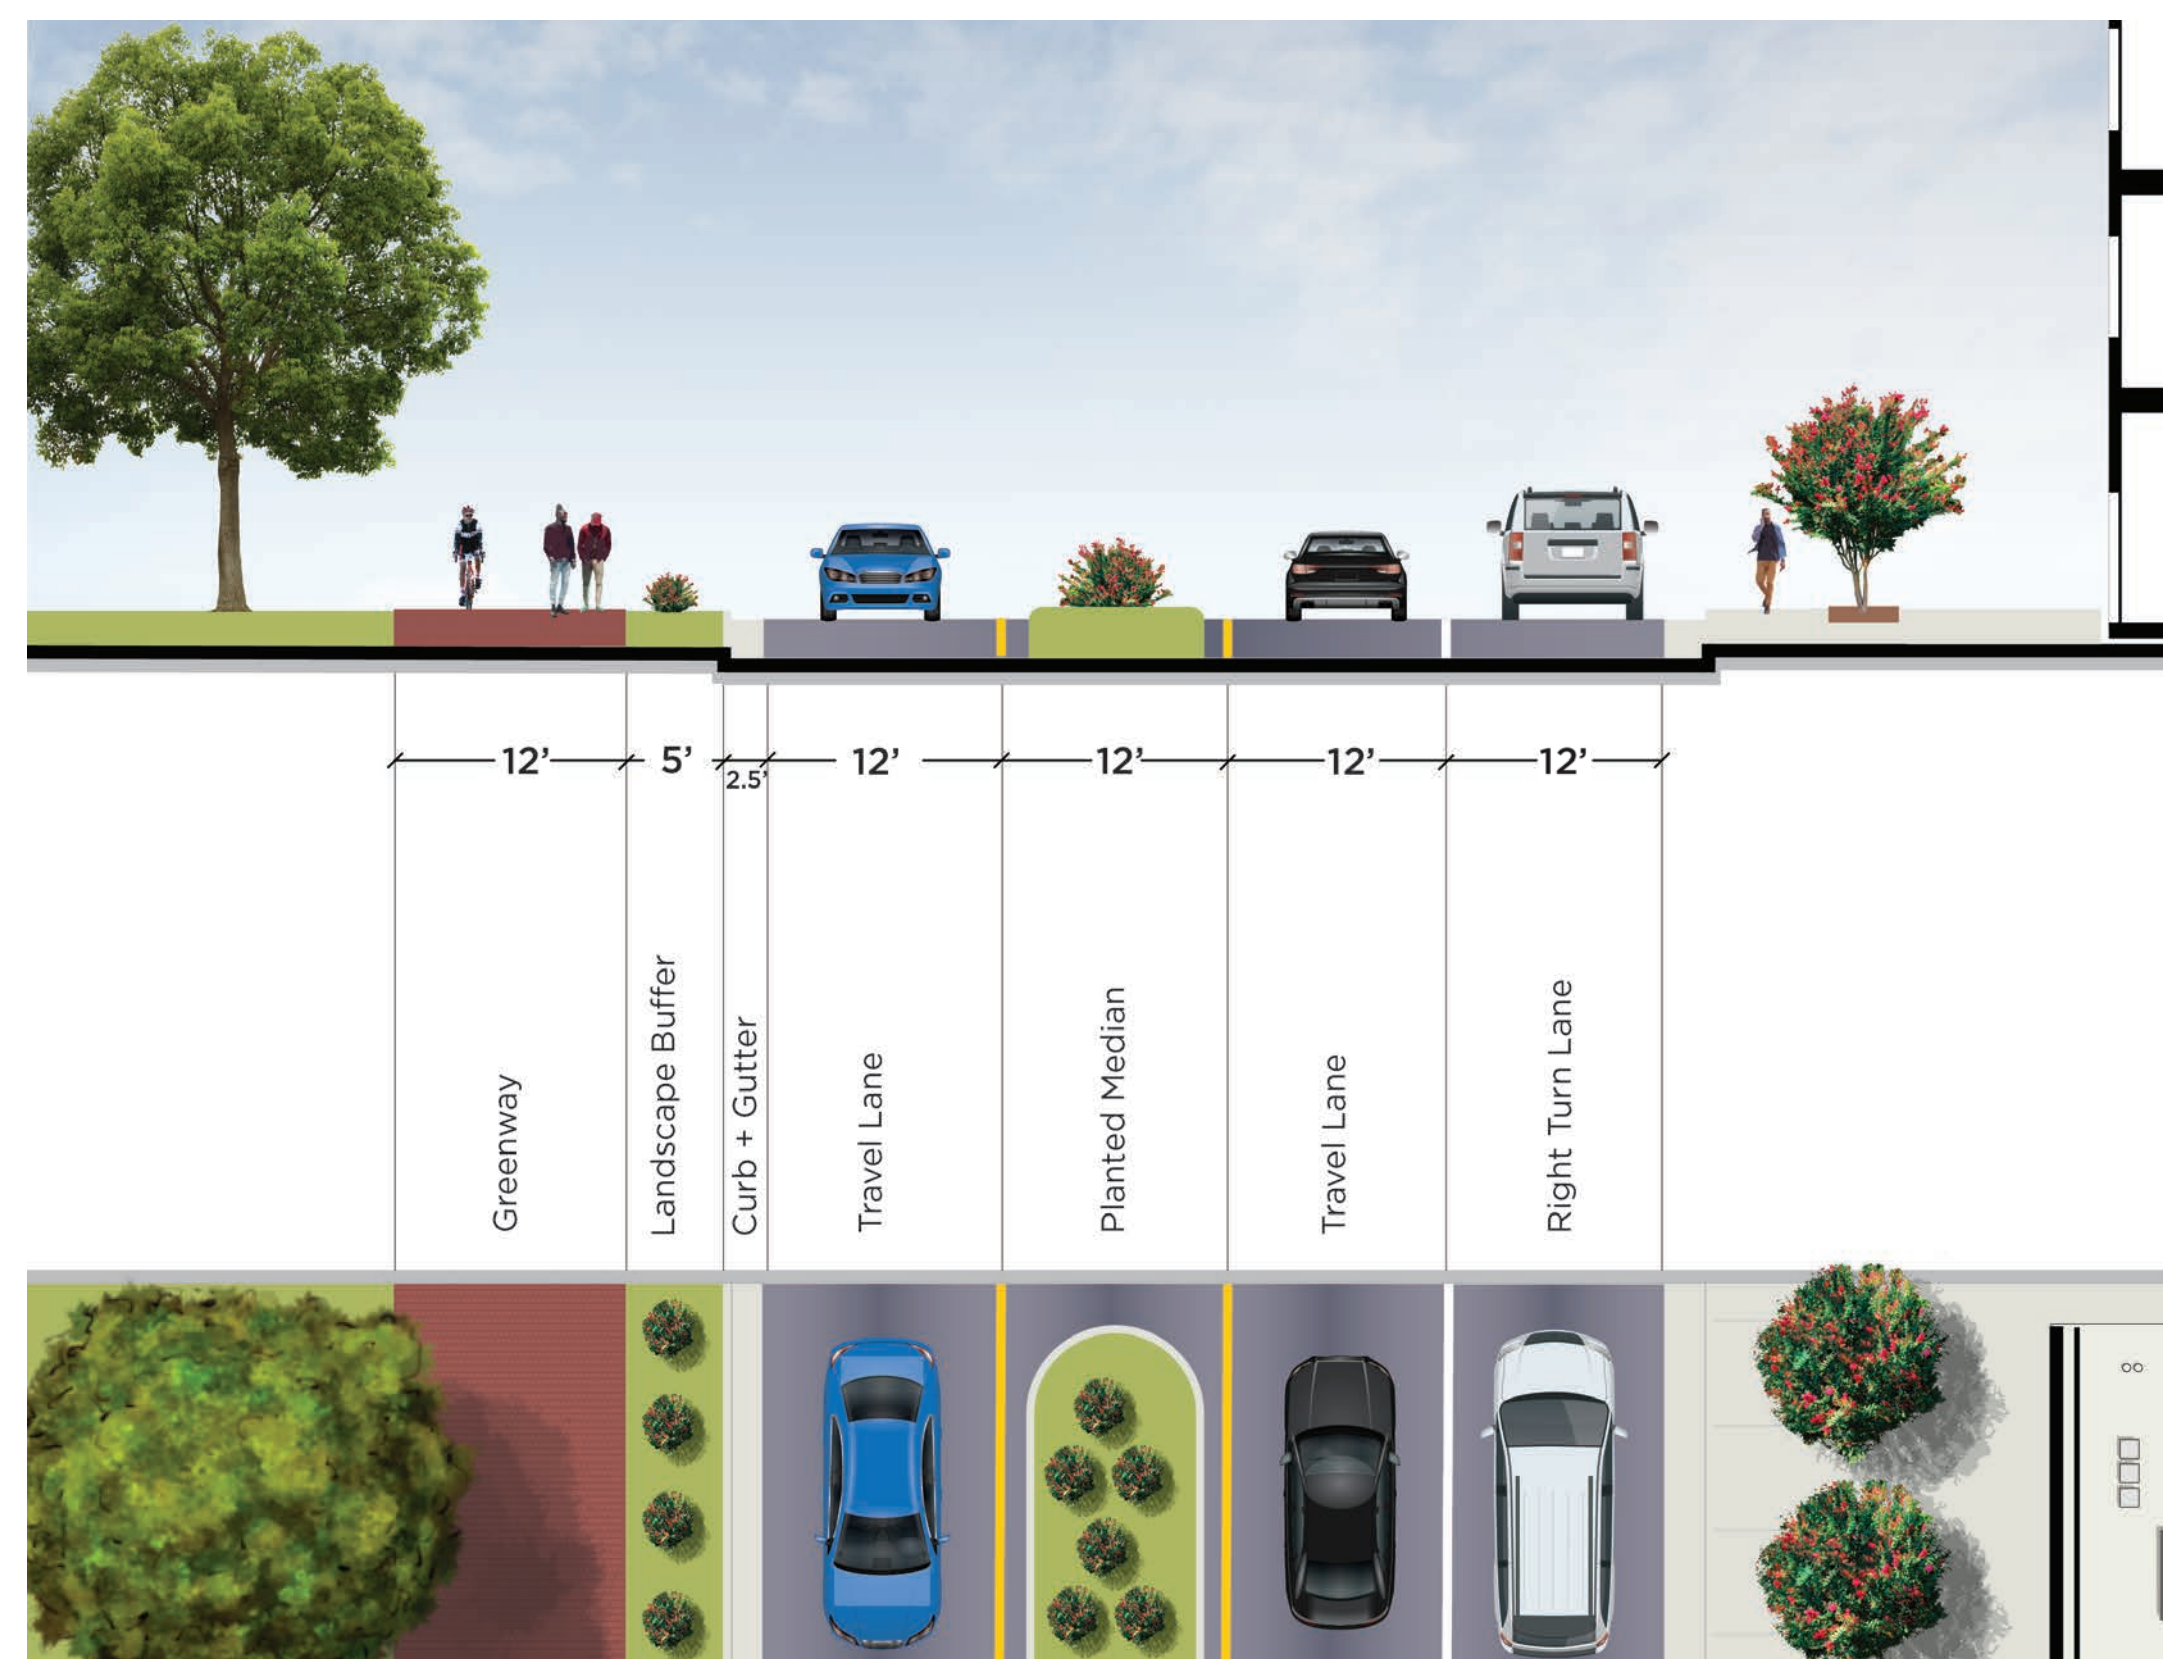 12’
5’
2.5’
12’
12’
12’
12’
Greenway
Landscape Buffer
Curb + Gutter
Travel Lane
Planted Median
Travel Lane
Right Turn Lane